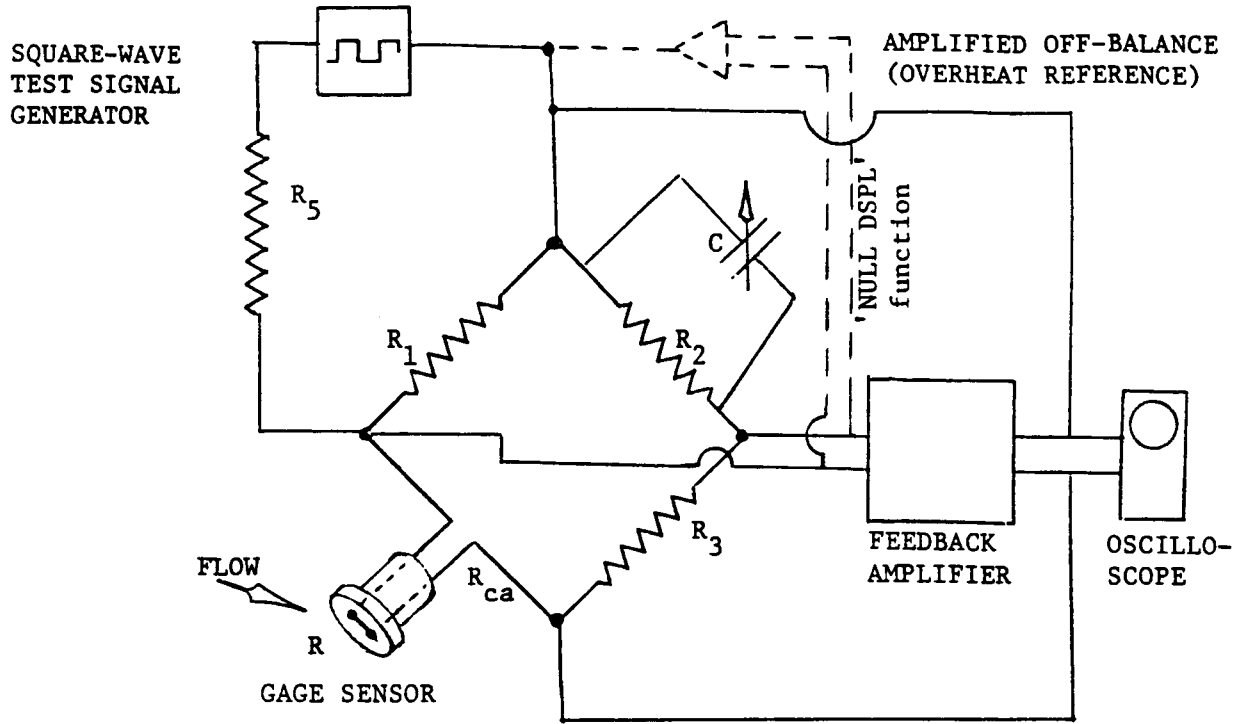 SQUARE-WAVE
TEST SIGNAL
GENERATOR
AMPLIFIED OFF-BALANCE
(OVERHEAT REFERENCE)
R5
C
'NULL DSPL'
function
R1
R2
R3
FLOW
Rca
R
GAGE SENSOR
FEEDBACK
AMPLIFIER
OSCILLO-
SCOPE